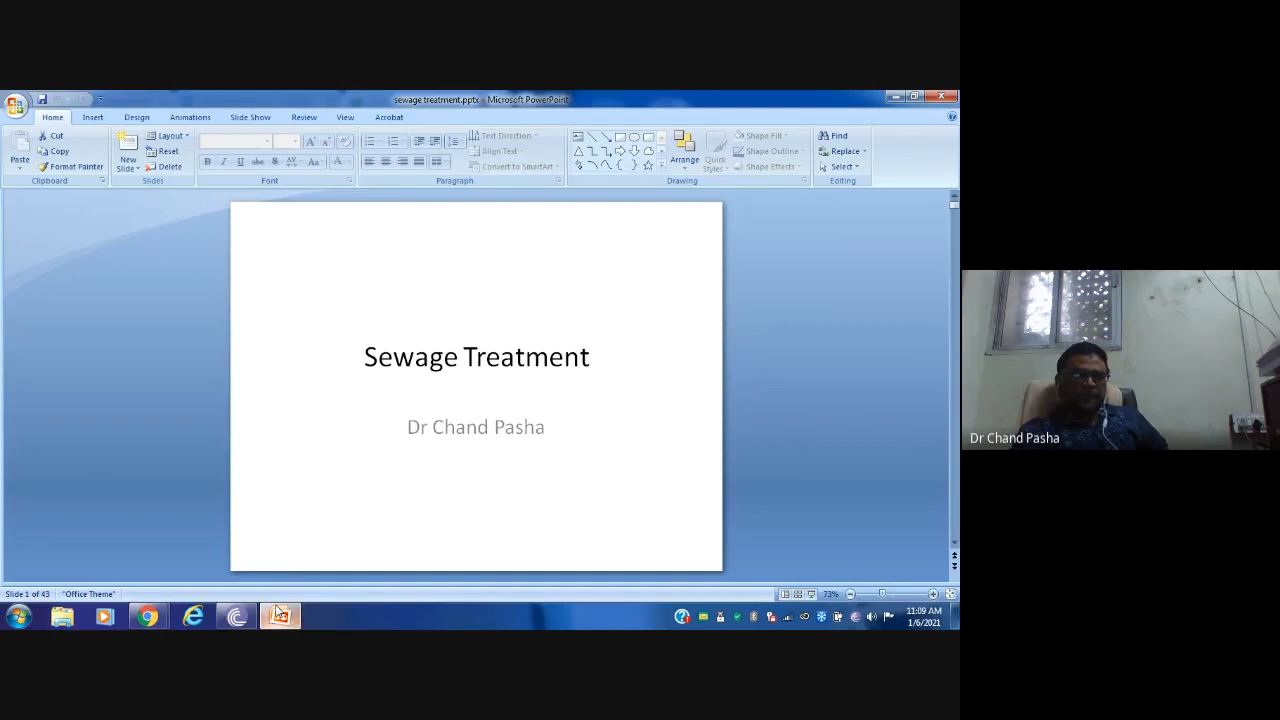 sewage treatment.pptx - Microsoft PowerPoint
Home Insert Design Animations Slide Show Review View Acrobat
Paste
Cut
Copy
Format Painter
Clipboard
New Slide
Layout
Reset
Delete
Slides
B I U abe S AV Aa A
Font
Paragraph
Text Direction
Align Text
Convert to SmartArt
Arrange
Quick Styles
Shape Fill
Shape Outline
Shape Effects
Drawing
Find
Replace
Select
Editing
Sewage Treatment
Dr Chand Pasha
Slide 1 of 43 "Office Theme" 73%
11:09 AM
1/6/2021
Dr Chand Pasha